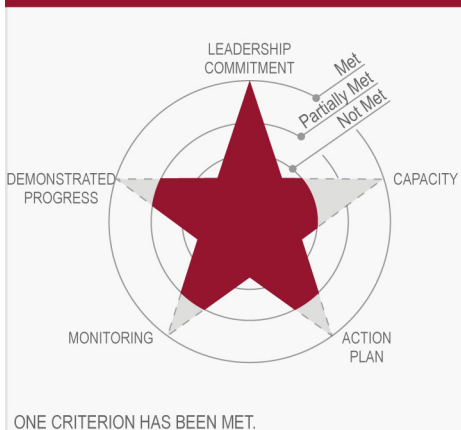 LEADERSHIP
COMMITMENT
Met
Partially Met
Not Met
DEMONSTRATED
PROGRESS
CAPACITY
MONITORING
ACTION
PLAN
ONE CRITERION HAS BEEN MET.